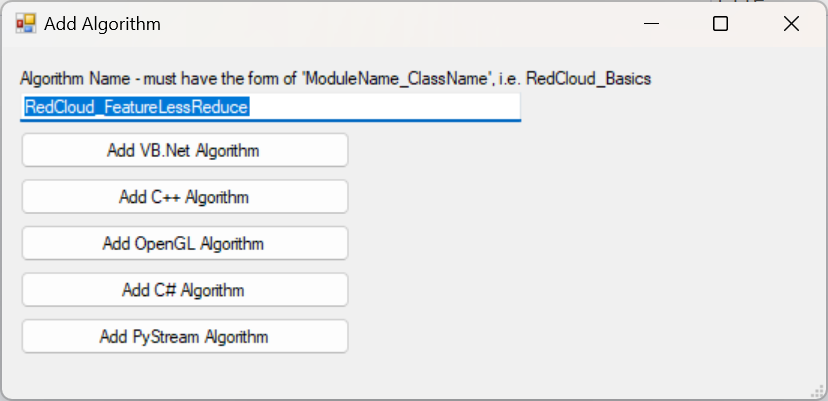 Add Algorithm
Algorithm Name - must have the form of 'ModuleName_ClassName', i.e. RedCloud_Basics
RedCloud_FeatureLessReduce
Add VB.Net Algorithm
Add C++ Algorithm
Add OpenGL Algorithm
Add C# Algorithm
Add PyStream Algorithm